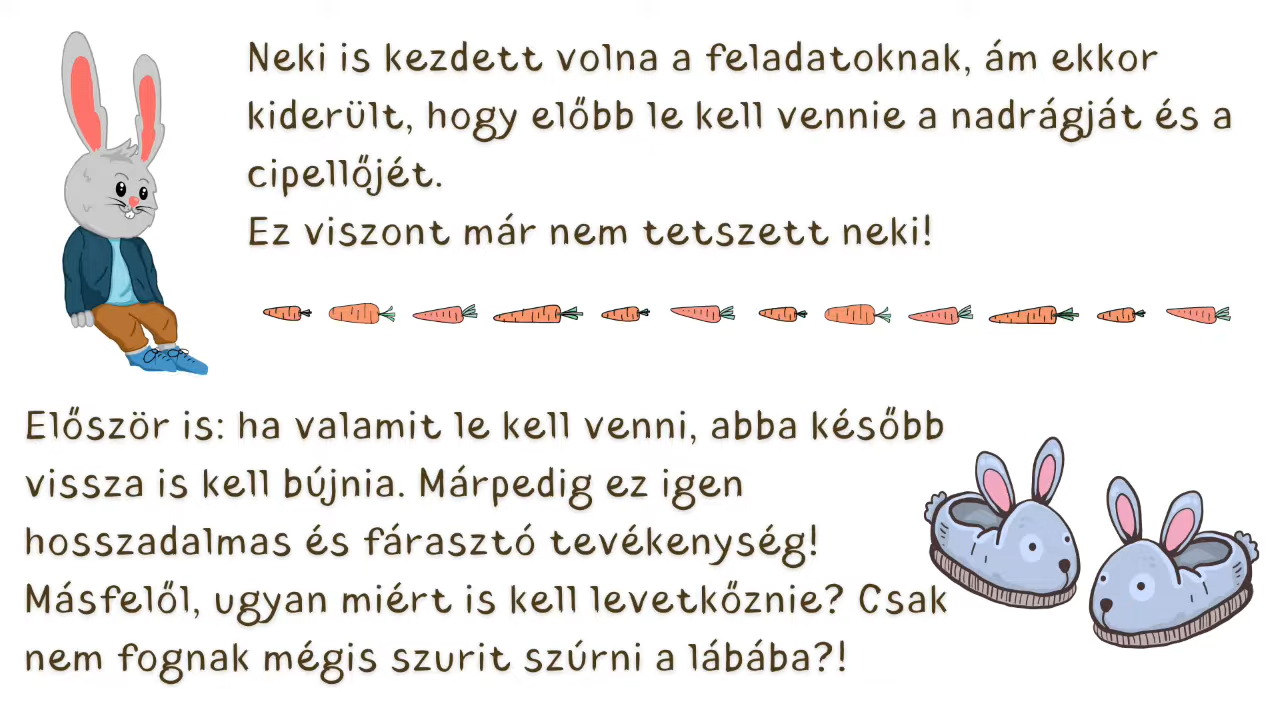 Neki is kezdett volna a feladatoknak, ám ekkor
kiderült, hogy előbb le kell vennie a nadrágját és a
cipellőjét.
Ez viszont már nem tetszett neki!
Először is: ha valamit le kell venni, abba később
vissza is kell bújnia. Márpedig ez igen
hosszadalmas és fárasztó tevékenység!
Másfelől, ugyan miért is kell levetkőznie? Csak
nem fognak mégis szurit szúrni a lábába?!